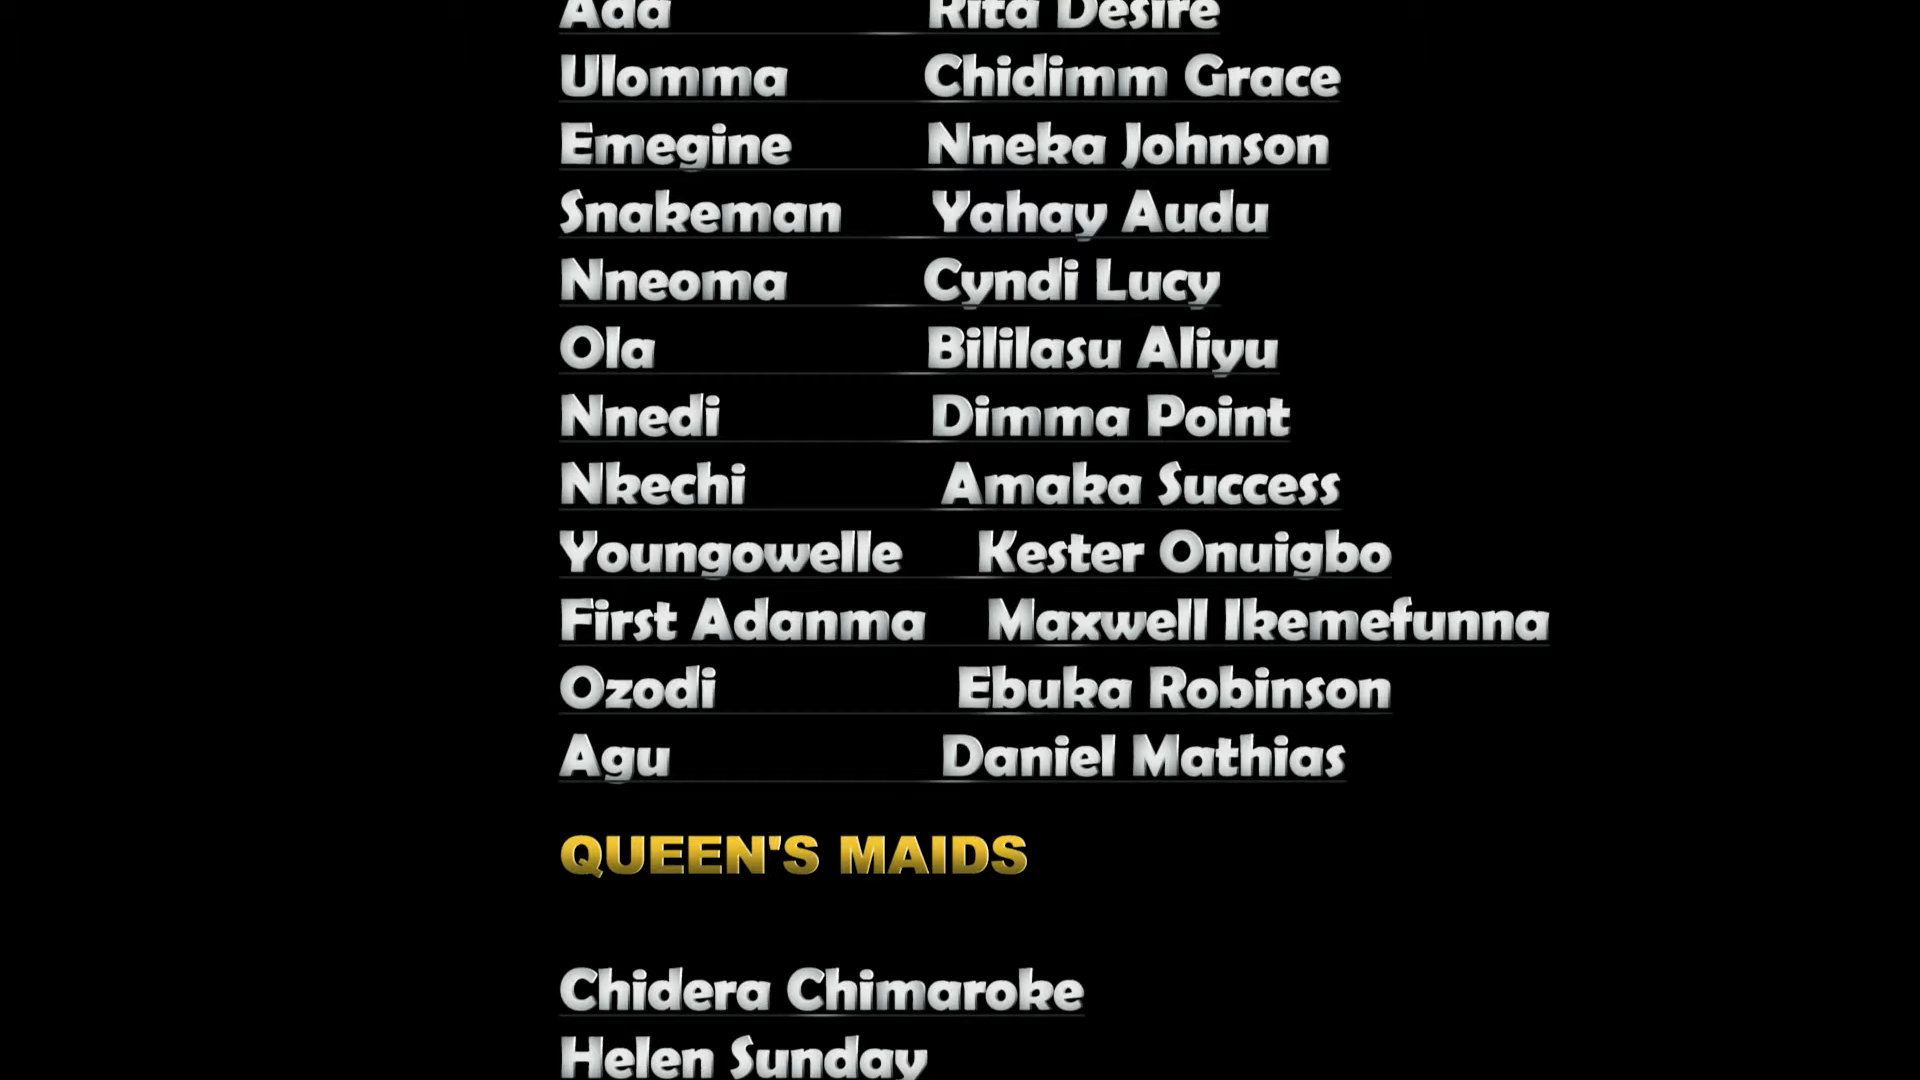 Ada Rita Desire
Ulomma Chidimm Grace
Emegine Nneka Johnson
Snakeman Yahay Audu
Nneoma Cyndi Lucy
Ola Bililasu Aliyu
Nnedi Dimma Point
Nkechi Amaka Success
Youngowelle Kester Onuigbo
First Adanma Maxwell Ikemefunna
Ozodi Ebuka Robinson
Agu Daniel Mathias
QUEEN'S MAIDS
Chidera Chimaroke
Helen Sunday